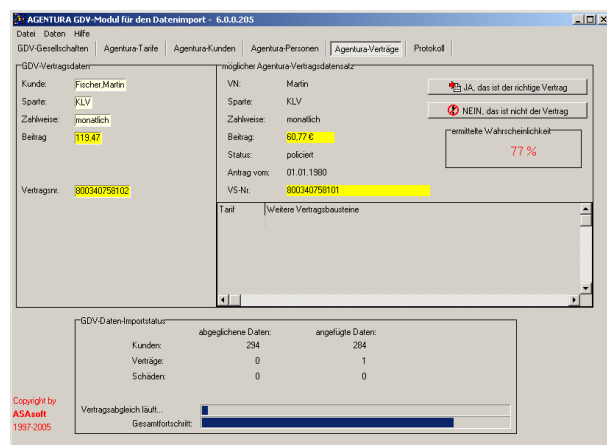 AGENTURA GDV-Modul für den Datenimport - 6.0.0.205
Datei Daten Hilfe
GDV-Gesellschaften Agentura-Tarife Agentura-Kunden Agentura-Personen Agentura-Verträge Protokoll
GDV-Vertragsdaten
Kunde: Fischer,Martin
Sparte: KLV
Zahlweise: monatlich
Beitrag 119,47
Vertragsnr. 800340758102
möglicher Agentura-Vertragsdatensatz
VN: Martin
Sparte: KLV
Zahlweise: monatlich
Beitrag: 60,77 €
Status: policiert
Antrag vom: 01.01.1980
VS-Nr. 800340758101
JA, das ist der richtige Vertrag
NEIN, das ist nicht der Vertrag
ermittelte Wahrscheinlichkeit
77 %
Tarif Weitere Vertragsbausteine
GDV-Daten-Importstatus
abgeglichene Daten: angefügte Daten:
Kunden: 294 284
Verträge: 0 1
Schäden: 0 0
Vertragsabgleich läuft...
Gesamtfortschritt:
Copyright by
ASAsoft
1997-2005